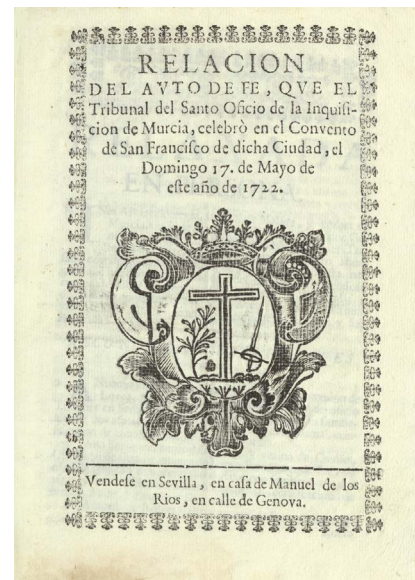 RELACION
DEL AVTO DE FE, QVE EL
Tribunal del Santo Oficio de la Inquisi-
cion de Murcia, celebrò en el Convento
de San Francisco de dicha Ciudad, el
Domingo 17. de Mayo de
este año de 1722.
Vendese en Sevilla, en casa de Manuel de los
Rios, en calle de Genova.